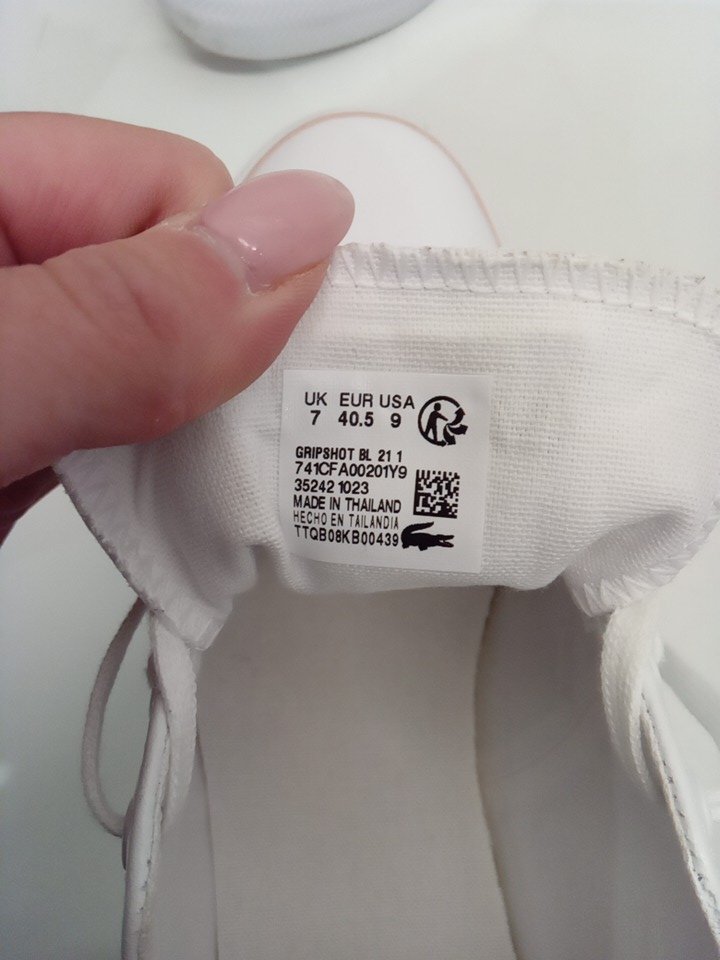 UK EUR USA
7 40.5 9
GRIPSHOT BL 21 1
741CFA00201Y9
35242 1023
MADE IN THAILAND
HECHO EN TAILANDIA
TTQB08KB00439